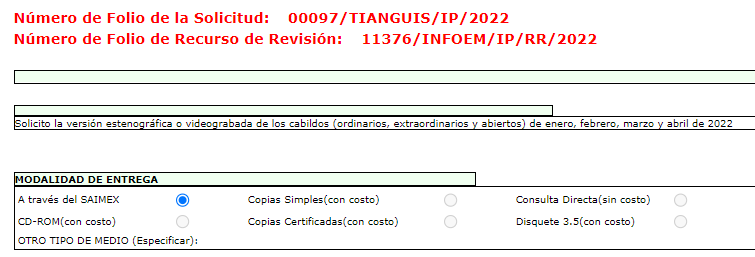 Número de Folio de la Solicitud: 00097/TIANGUIS/IP/2022
Número de Folio de Recurso de Revisión: 11376/INFOEM/IP/RR/2022
Solicito la versión estenográfica o videograbada de los cabildos (ordinarios, extraordinarios y abiertos) de enero, febrero, marzo y abril de 2022
MODALIDAD DE ENTREGA
A través del SAIMEX Copias Simples(con costo) Consulta Directa(sin costo)
CD-ROM(con costo) Copias Certificadas(con costo) Disquete 3.5(con costo)
OTRO TIPO DE MEDIO (Especificar):